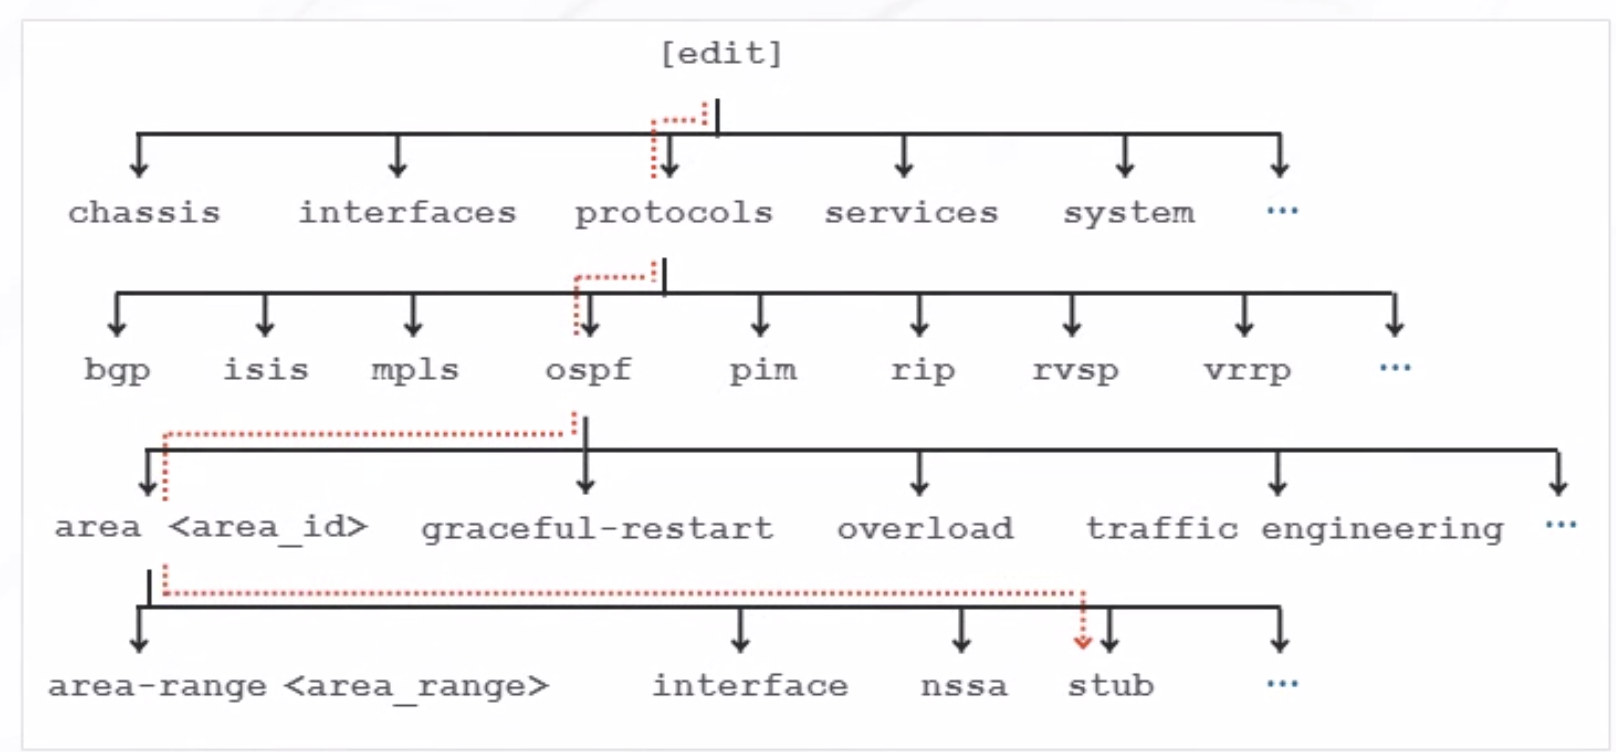 [edit]
chassis interfaces protocols services system ...
bgp isis mpls ospf pim rip rvsp vrrp ...
area <area_id> graceful-restart overload traffic engineering ...
area-range <area_range> interface nssa stub ...